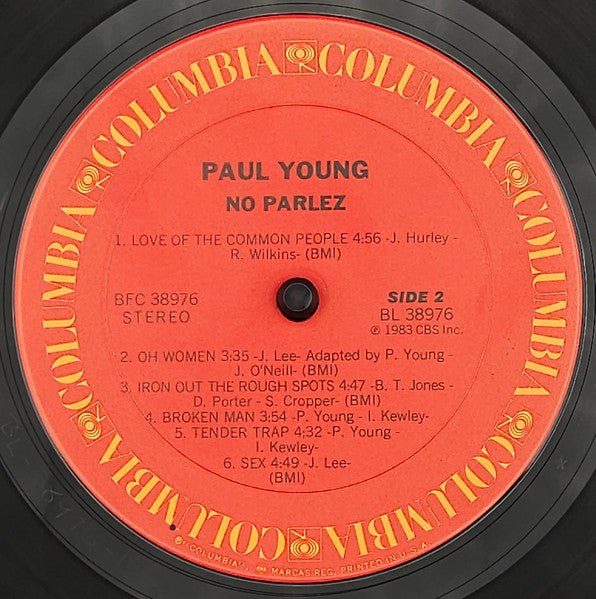 COLUMBIA COLUMBIA COLUMBIA COLUMBIA COLUMBIA COLUMBIA COLUMBIA COLUMBIA
PAUL YOUNG
NO PARLEZ
1. LOVE OF THE COMMON PEOPLE 4:56 -J. Hurley -
R. Wilkins- (BMI)
BFC 38976
STEREO
SIDE 2
BL 38976
℗ 1983 CBS Inc.
2. OH WOMEN 3:35 -J. Lee- Adapted by P. Young -
J. O'Neill- (BMI)
3. IRON OUT THE ROUGH SPOTS 4:47 -B. T. Jones -
D. Porter - S. Cropper- (BMI)
4. BROKEN MAN 3:54 -P. Young - I. Kewley-
5. TENDER TRAP 4:32 -P. Young -
I. Kewley-
6. SEX 4:49 -J. Lee-
(BMI)
"COLUMBIA", MARCAS REG. PRINTED IN U.S.A.